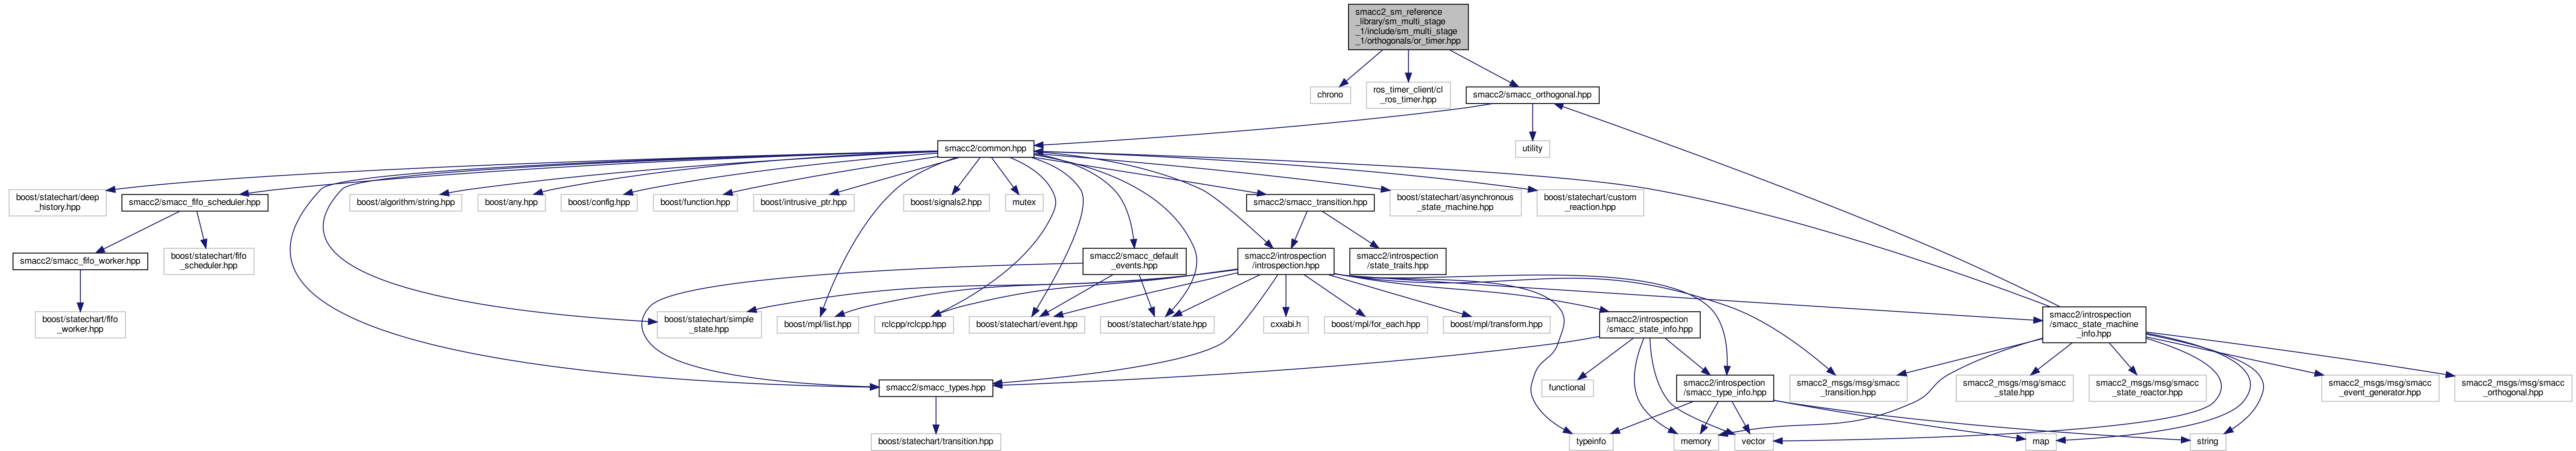 smacc2_sm_reference
_library/sm_multi_stage
_1/include/sm_multi_stage
_1/orthogonals/or_timer.hpp
chrono
ros_timer_client/cl
_ros_timer.hpp
smacc2/smacc_orthogonal.hpp
smacc2/common.hpp
utility
boost/statechart/deep
_history.hpp
smacc2/smacc_fifo_scheduler.hpp
boost/algorithm/string.hpp
boost/any.hpp
boost/config.hpp
boost/function.hpp
boost/intrusive_ptr.hpp
boost/signals2.hpp
mutex
smacc2/smacc_transition.hpp
boost/statechart/asynchronous
_state_machine.hpp
boost/statechart/custom
_reaction.hpp
smacc2/smacc_fifo_worker.hpp
boost/statechart/fifo
_scheduler.hpp
smacc2/smacc_default
_events.hpp
smacc2/introspection
/introspection.hpp
smacc2/introspection
/state_traits.hpp
boost/statechart/fifo
_worker.hpp
boost/statechart/simple
_state.hpp
boost/mpl/list.hpp
rclcpp/rclcpp.hpp
boost/statechart/event.hpp
boost/statechart/state.hpp
cxxabi.h
boost/mpl/for_each.hpp
boost/mpl/transform.hpp
smacc2/introspection
/smacc_state_info.hpp
smacc2/introspection
/smacc_state_machine
_info.hpp
smacc2/smacc_types.hpp
functional
smacc2/introspection
/smacc_type_info.hpp
smacc2_msgs/msg/smacc
_transition.hpp
smacc2_msgs/msg/smacc
_state.hpp
smacc2_msgs/msg/smacc
_state_reactor.hpp
smacc2_msgs/msg/smacc
_event_generator.hpp
smacc2_msgs/msg/smacc
_orthogonal.hpp
boost/statechart/transition.hpp
typeinfo
memory
vector
map
string